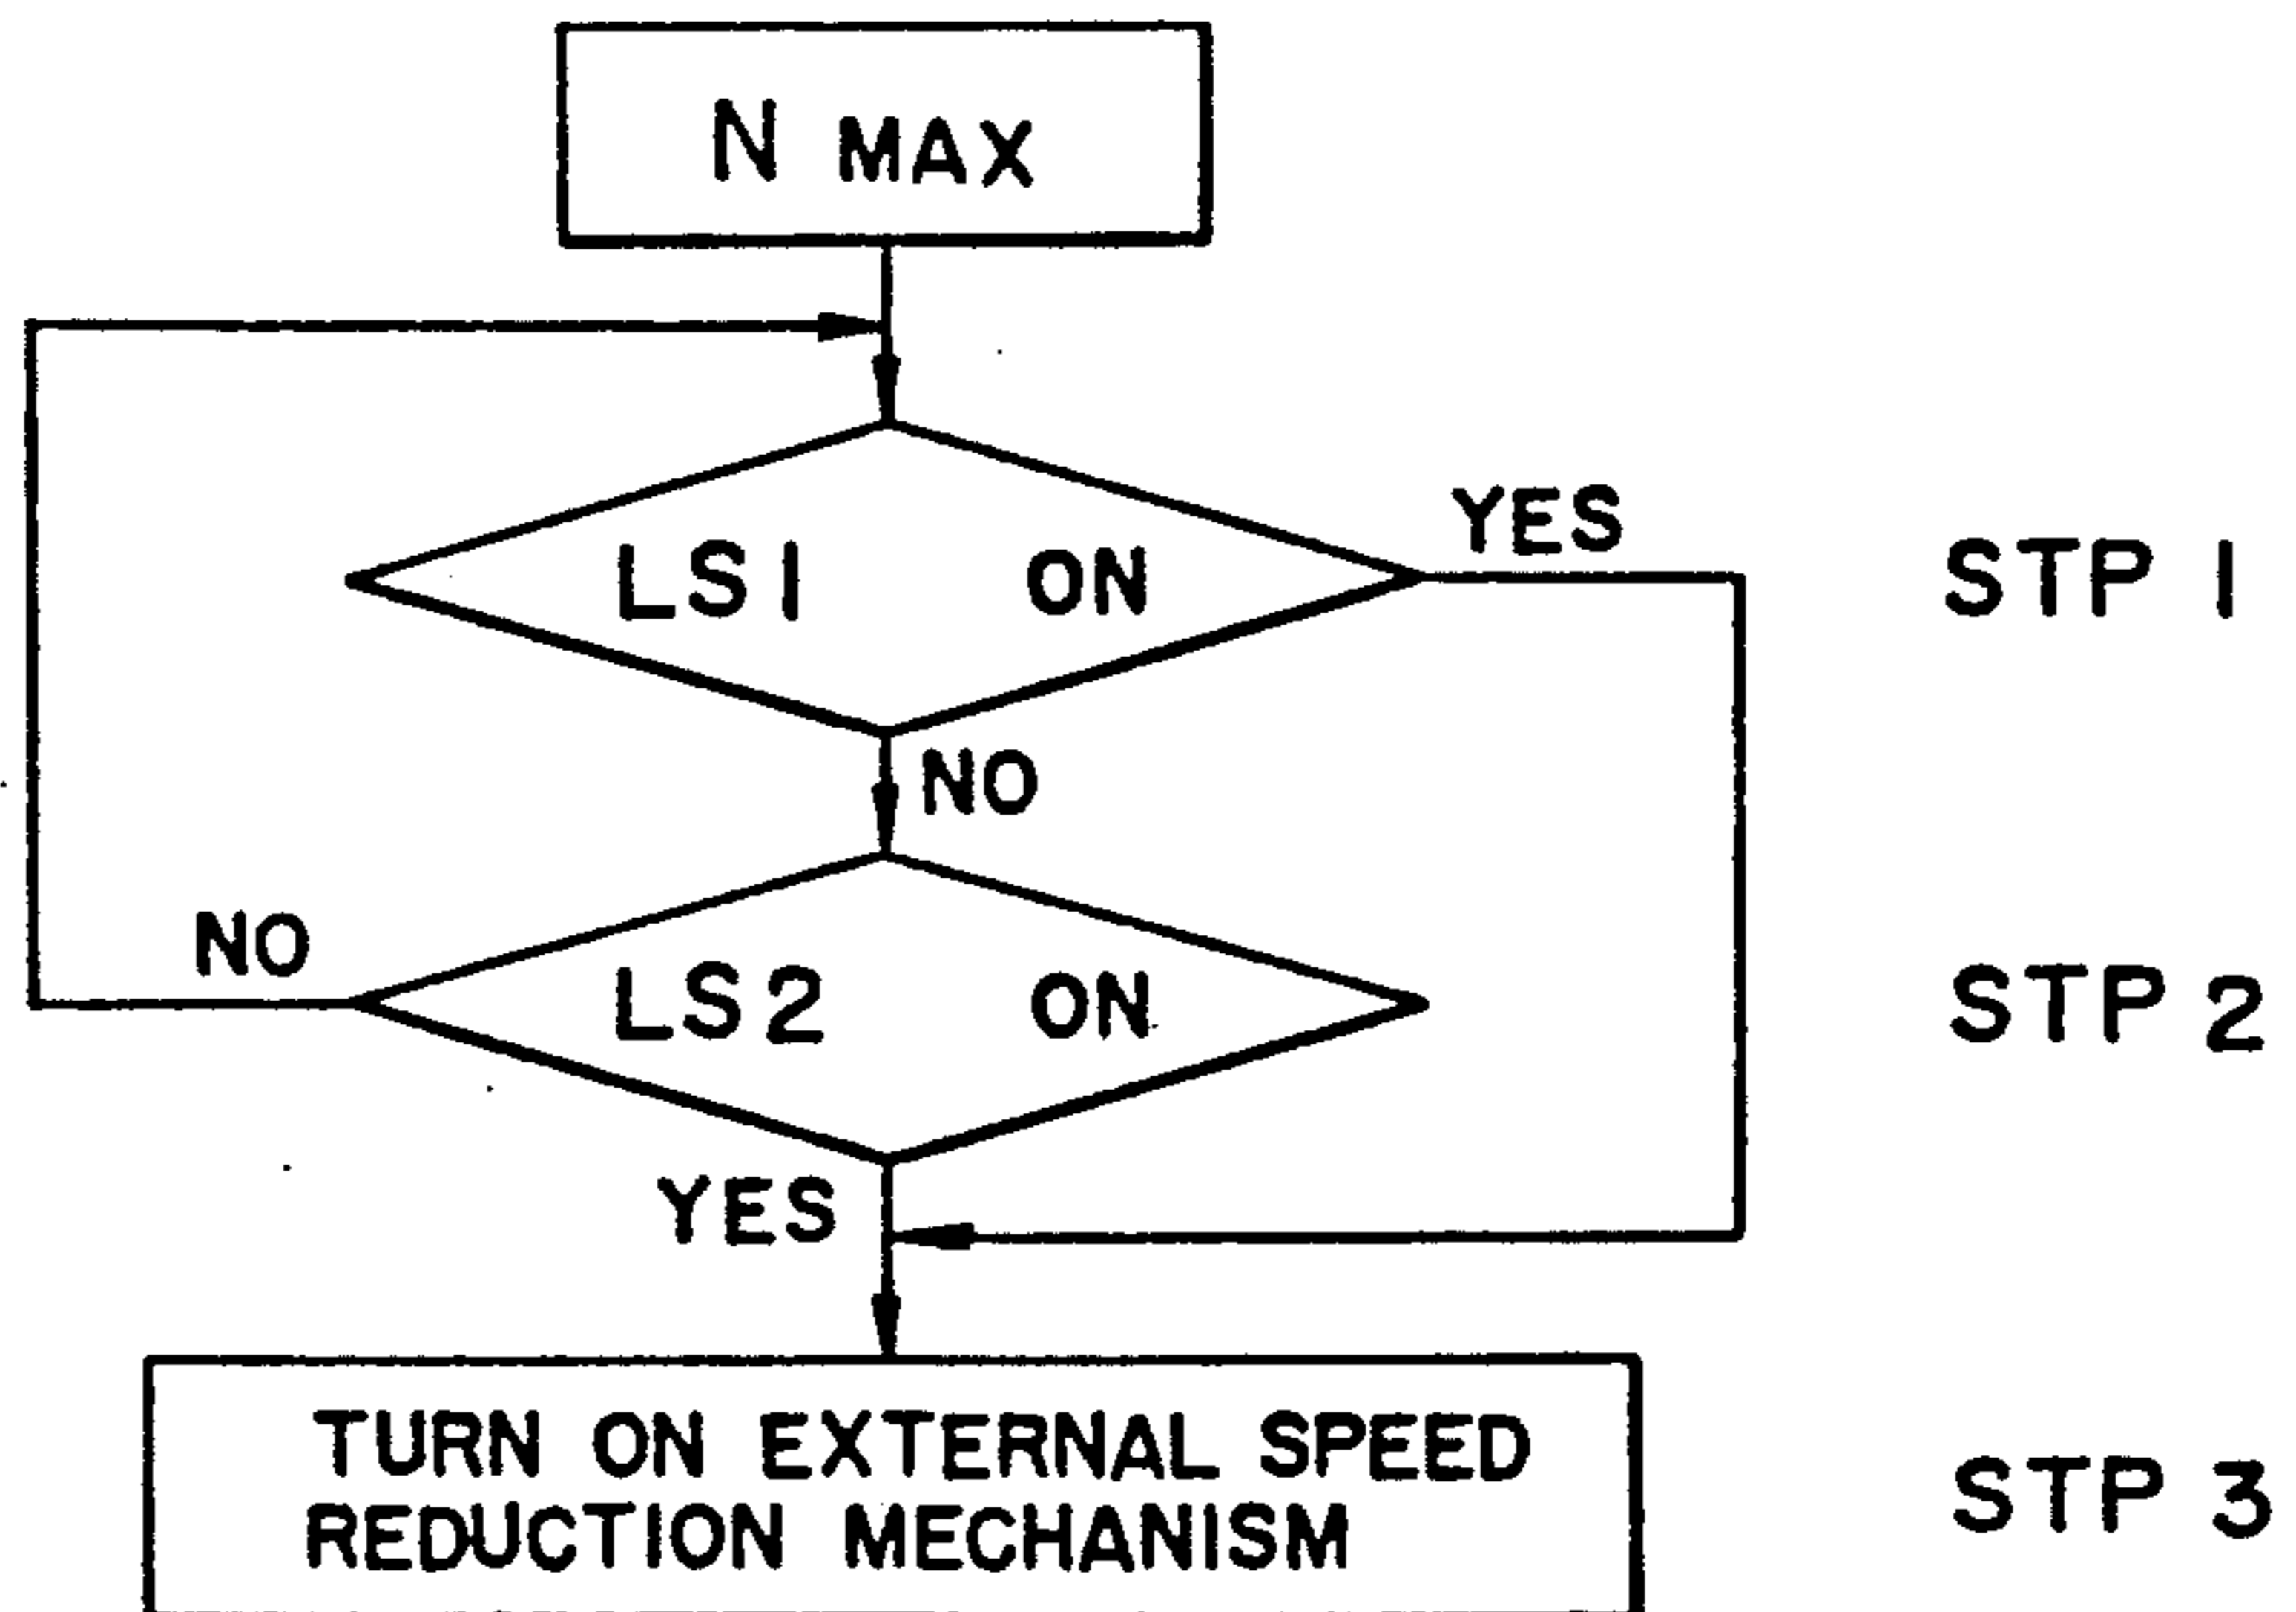 N MAX
YES
LS1 ON
STP 1
NO
NO
LS2 ON
STP 2
YES
TURN ON EXTERNAL SPEED
REDUCTION MECHANISM
STP 3